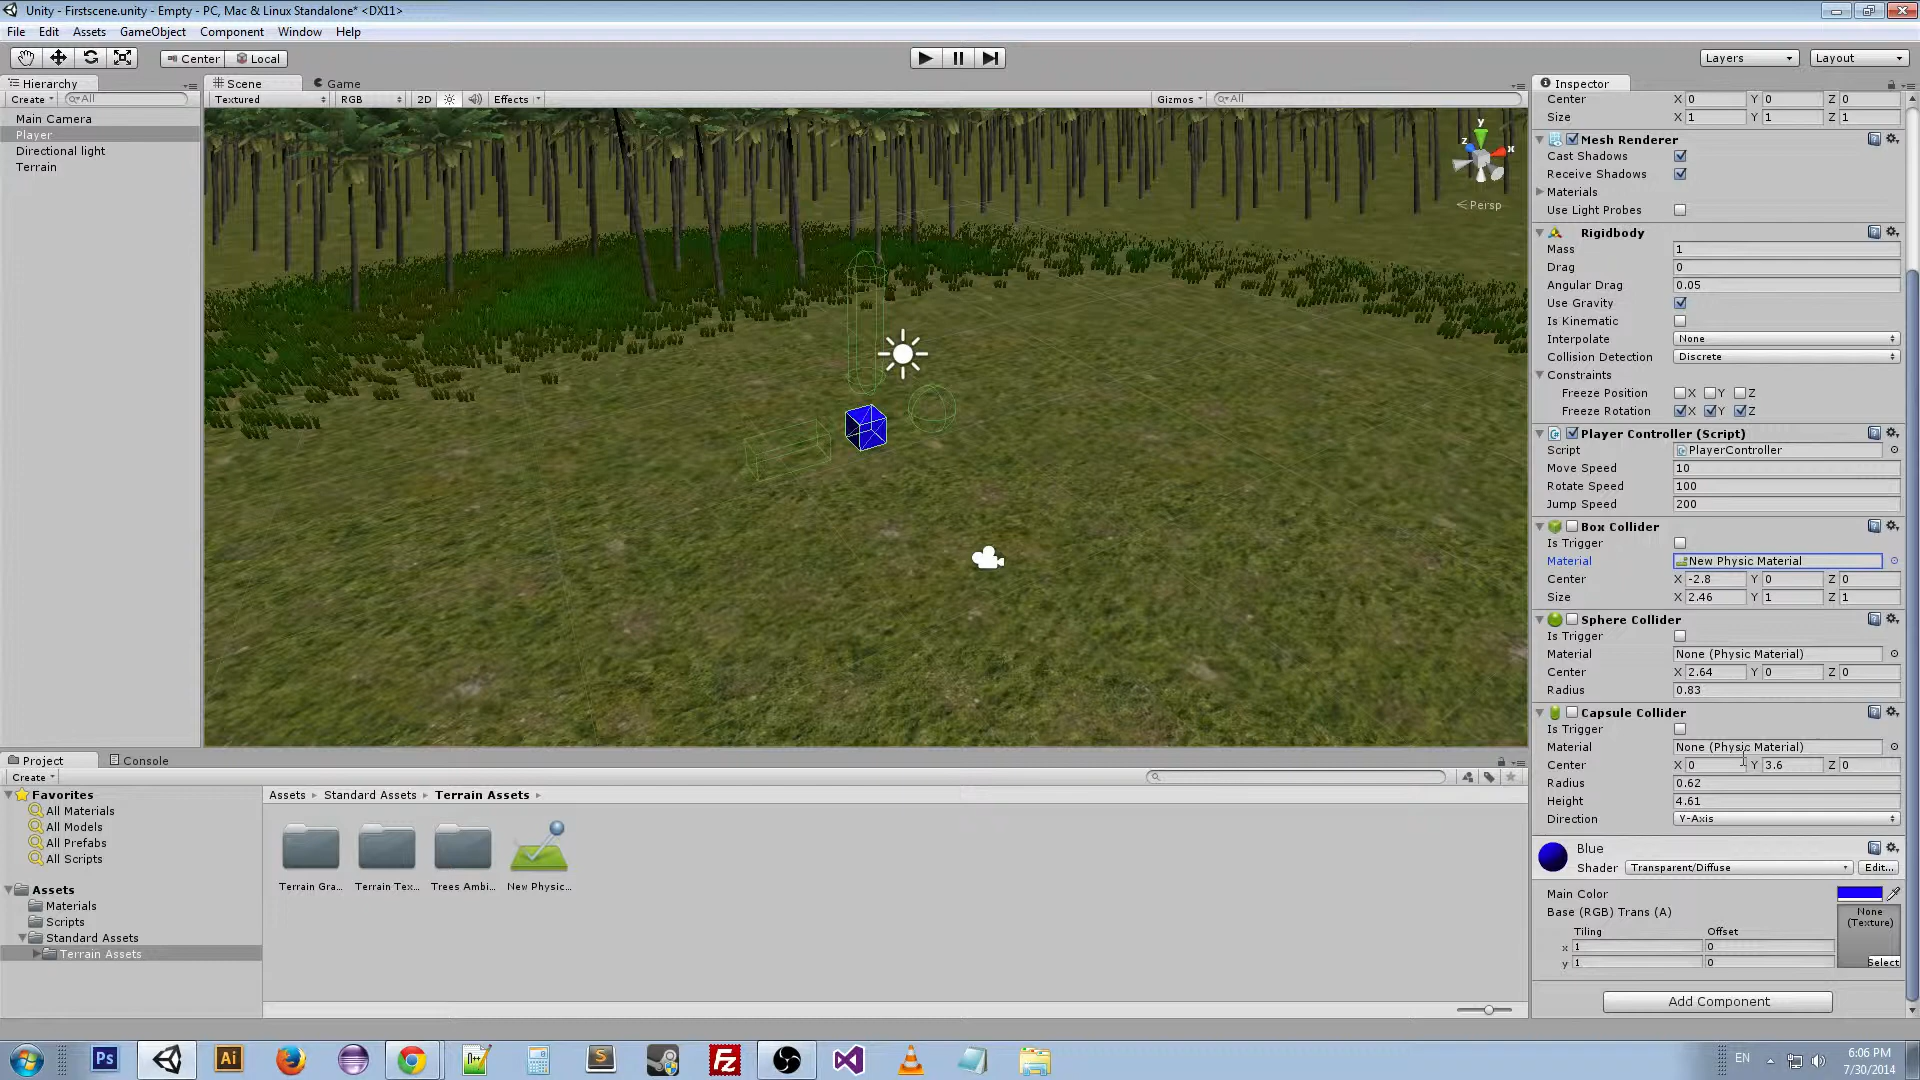 Unity - Firstscene.unity - Empty - PC, Mac & Linux Standalone* <DX11>
File Edit Assets GameObject Component Window Help
Center Local Layers Layout
Hierarchy
Create All
Main Camera
Player
Directional light
Terrain
Scene Game
Textured RGB 2D Effects Gizmos All
y
z x
Persp
Inspector
Center X 0 Y 0 Z 0
Size X 1 Y 1 Z 1
Mesh Renderer
Cast Shadows
Receive Shadows
Materials
Use Light Probes
Rigidbody
Mass 1
Drag 0
Angular Drag 0.05
Use Gravity
Is Kinematic
Interpolate None
Collision Detection Discrete
Constraints
Freeze Position X Y Z
Freeze Rotation X Y Z
Player Controller (Script)
Script PlayerController
Move Speed 10
Rotate Speed 100
Jump Speed 200
Box Collider
Is Trigger
Material New Physic Material
Center X -2.8 Y 0 Z 0
Size X 2.46 Y 1 Z 1
Sphere Collider
Is Trigger
Material None (Physic Material)
Center X 2.64 Y 0 Z 0
Radius 0.83
Capsule Collider
Is Trigger
Material None (Physic Material)
Center X 0 Y 3.6 Z 0
Radius 0.62
Height 4.61
Direction Y-Axis
Blue
Shader Transparent/Diffuse Edit...
Main Color
Base (RGB) Trans (A)
None
(Texture)
Tiling Offset
x 1 0
y 1 0
Select
Add Component
Project Console
Create
Favorites
All Materials
All Models
All Prefabs
All Scripts
Assets
Materials
Scripts
Standard Assets
Terrain Assets
Assets Standard Assets Terrain Assets
Terrain Gra... Terrain Tex... Trees Ambi... New Physic...
Ps Ai S Fz
EN
6:06 PM
7/30/2014